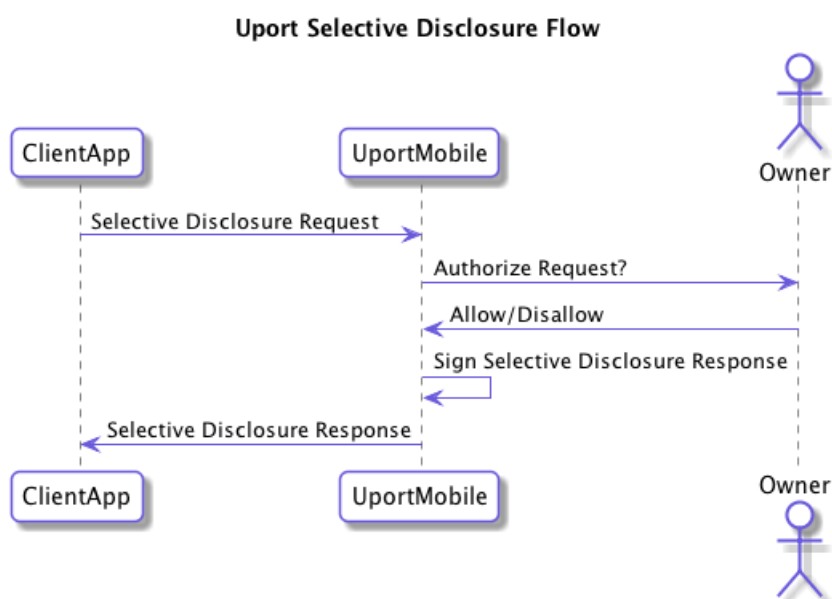 Uport Selective Disclosure Flow
Owner
ClientApp
UportMobile
Selective Disclosure Request
Authorize Request?
Allow/Disallow
Sign Selective Disclosure Response
Selective Disclosure Response
ClientApp
UportMobile
Owner